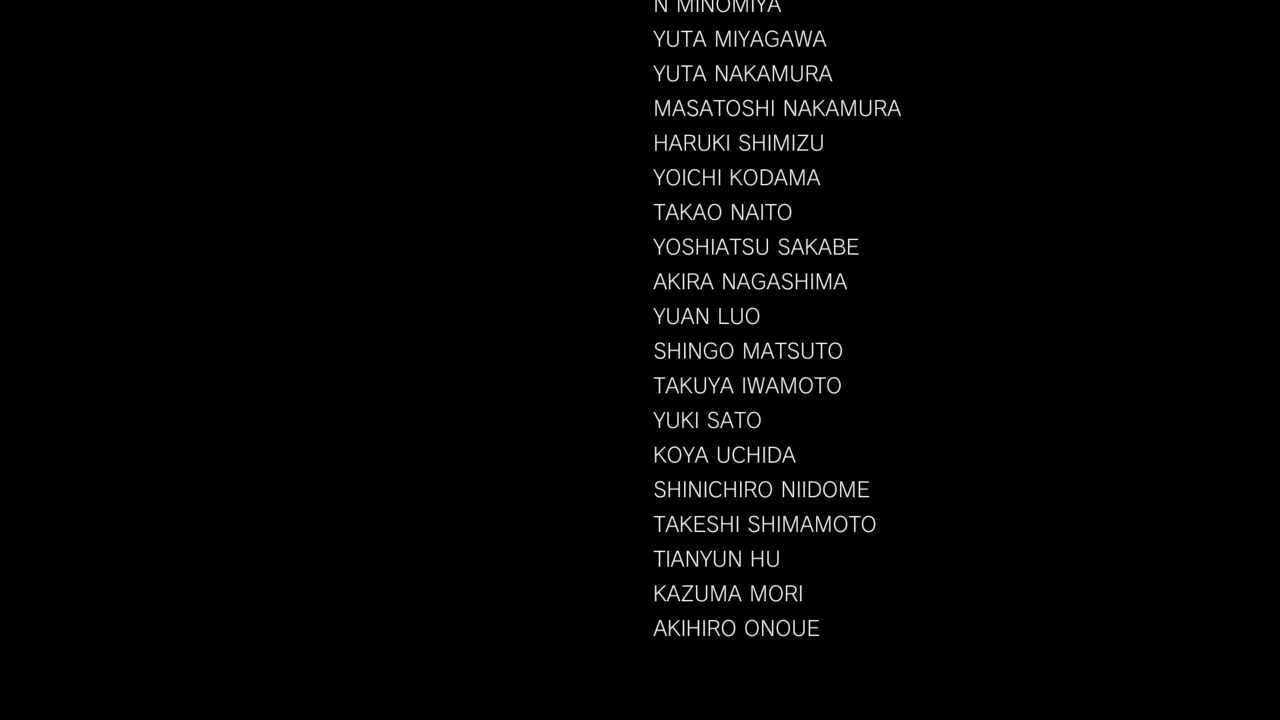 N MINOMIYA
YUTA MIYAGAWA
YUTA NAKAMURA
MASATOSHI NAKAMURA
HARUKI SHIMIZU
YOICHI KODAMA
TAKAO NAITO
YOSHIATSU SAKABE
AKIRA NAGASHIMA
YUAN LUO
SHINGO MATSUTO
TAKUYA IWAMOTO
YUKI SATO
KOYA UCHIDA
SHINICHIRO NIIDOME
TAKESHI SHIMAMOTO
TIANYUN HU
KAZUMA MORI
AKIHIRO ONOUE